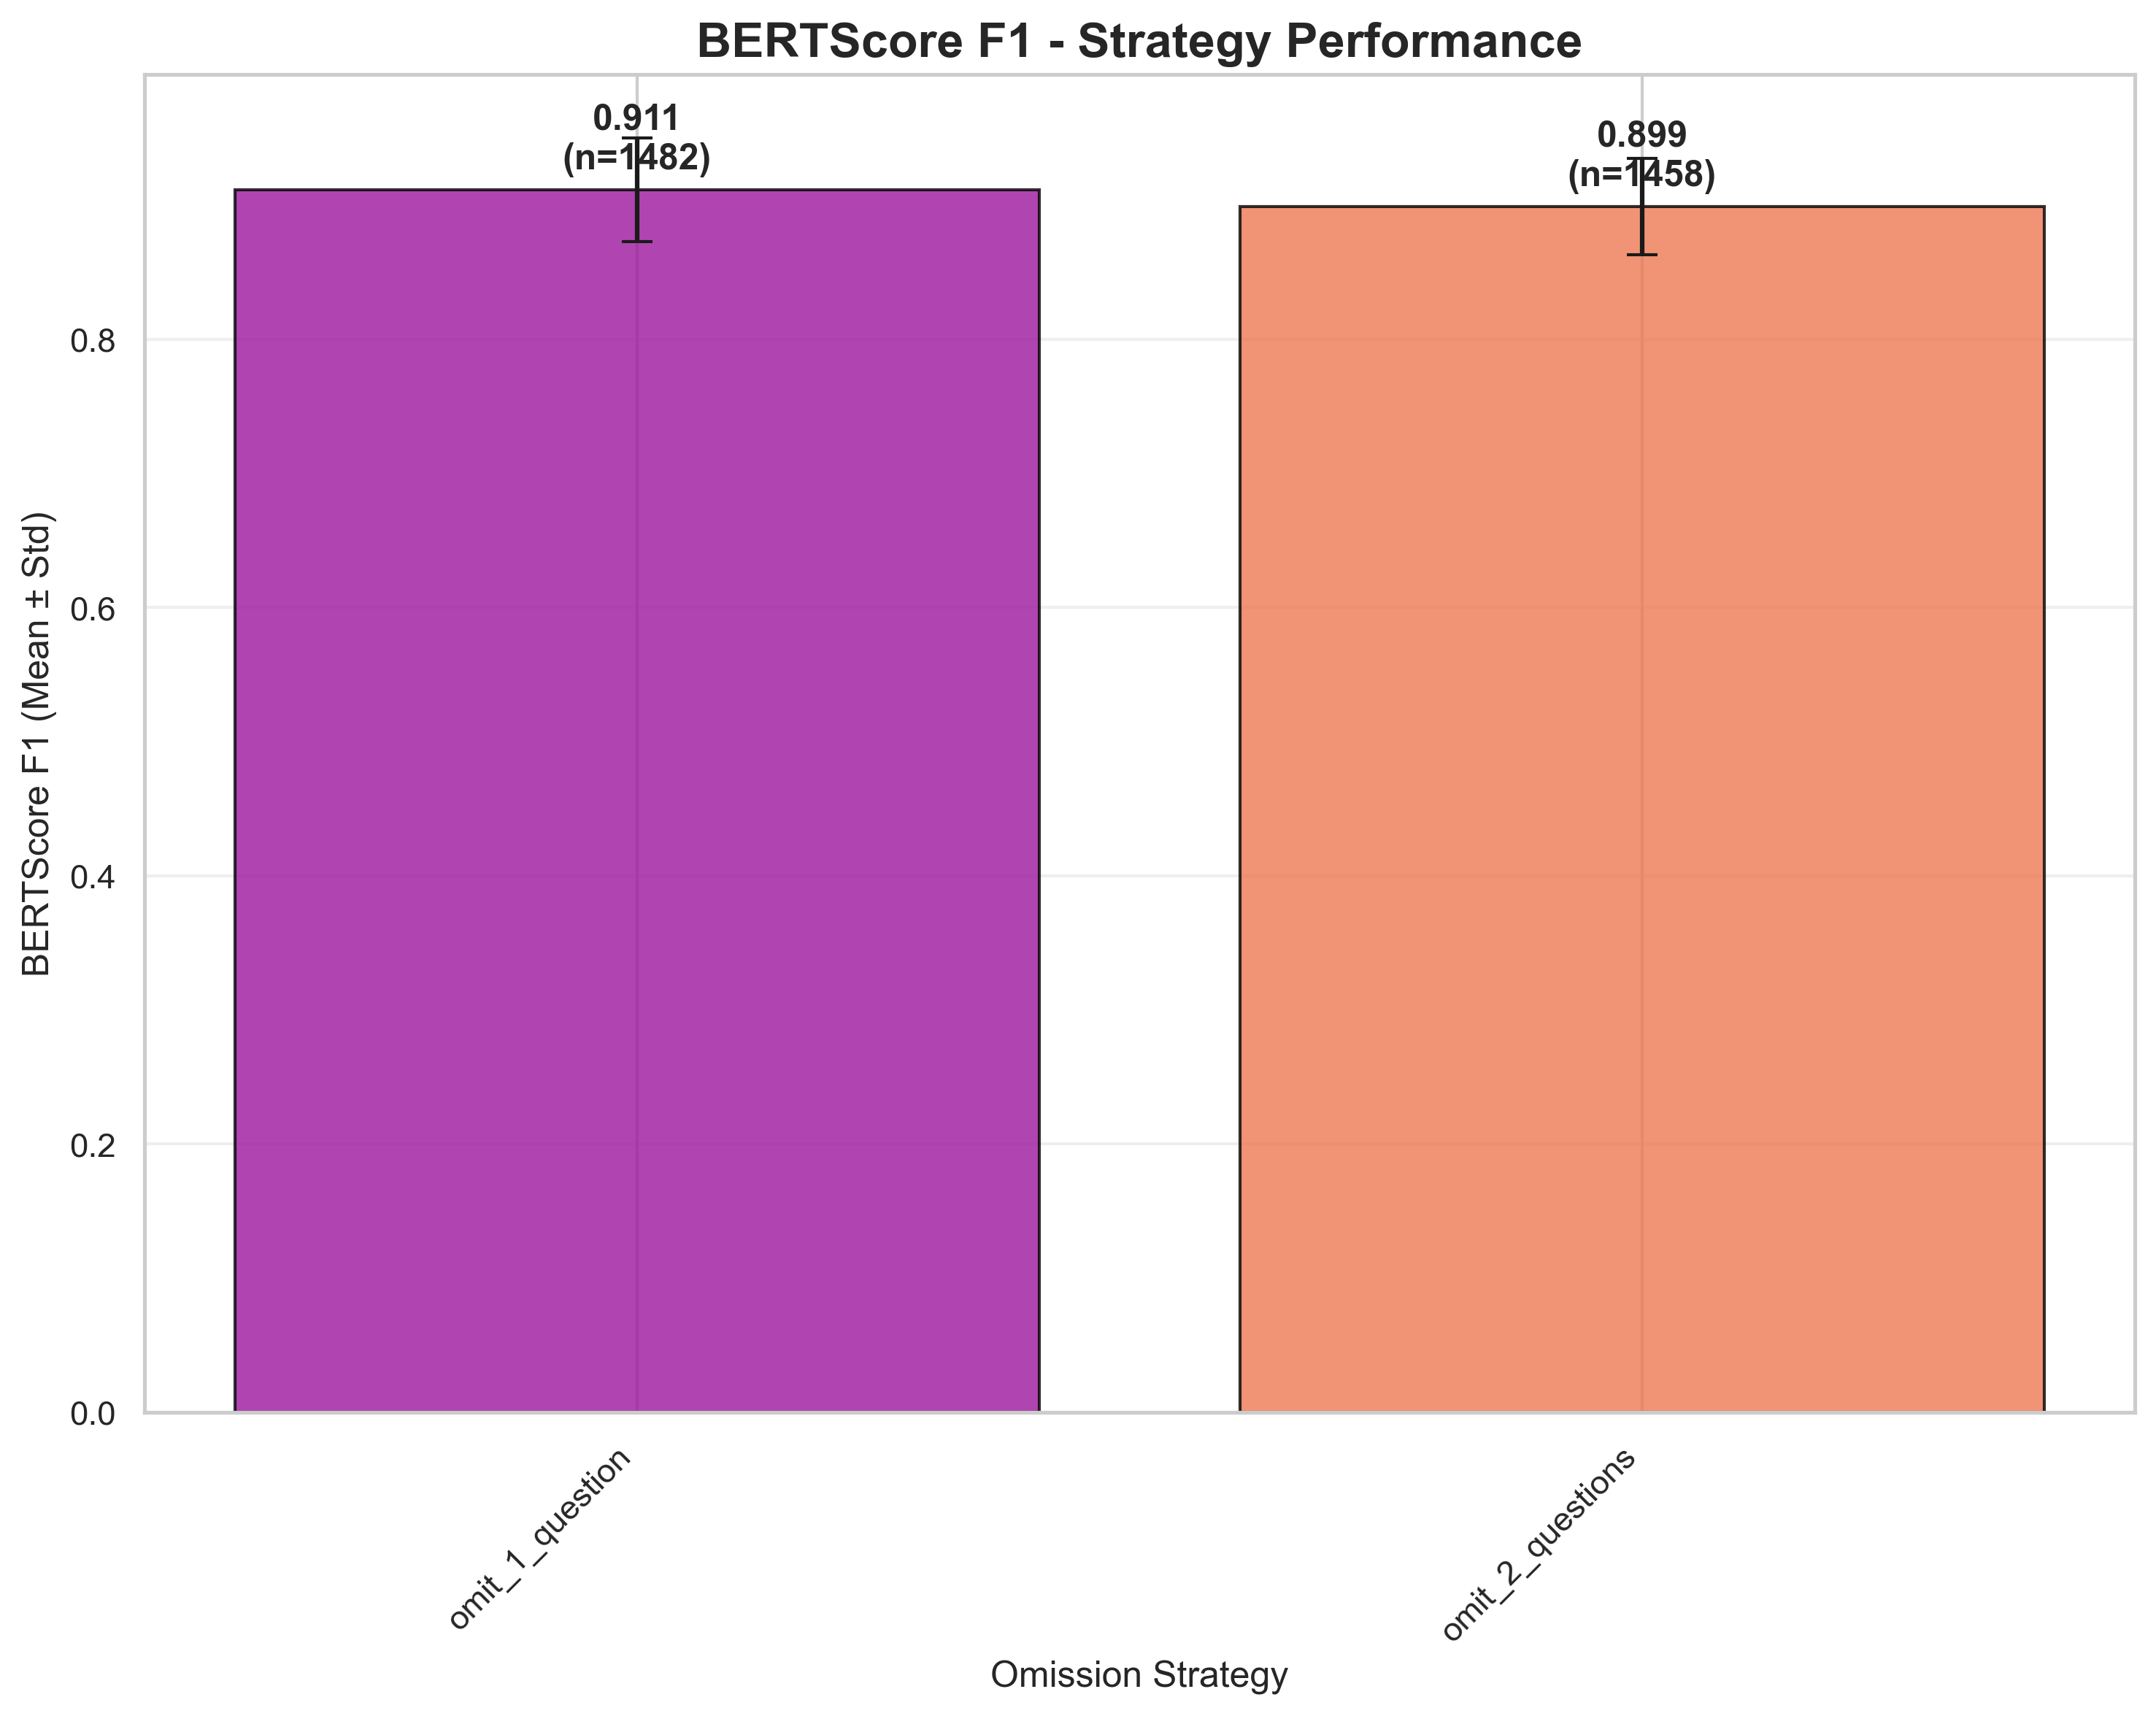 BERTScore F1 - Strategy Performance
0.911
(n=1482)
0.899
(n=1458)
BERTScore F1 (Mean ± Std)
0.8
0.6
0.4
0.2
0.0
omit_1_question
omit_2_questions
Omission Strategy